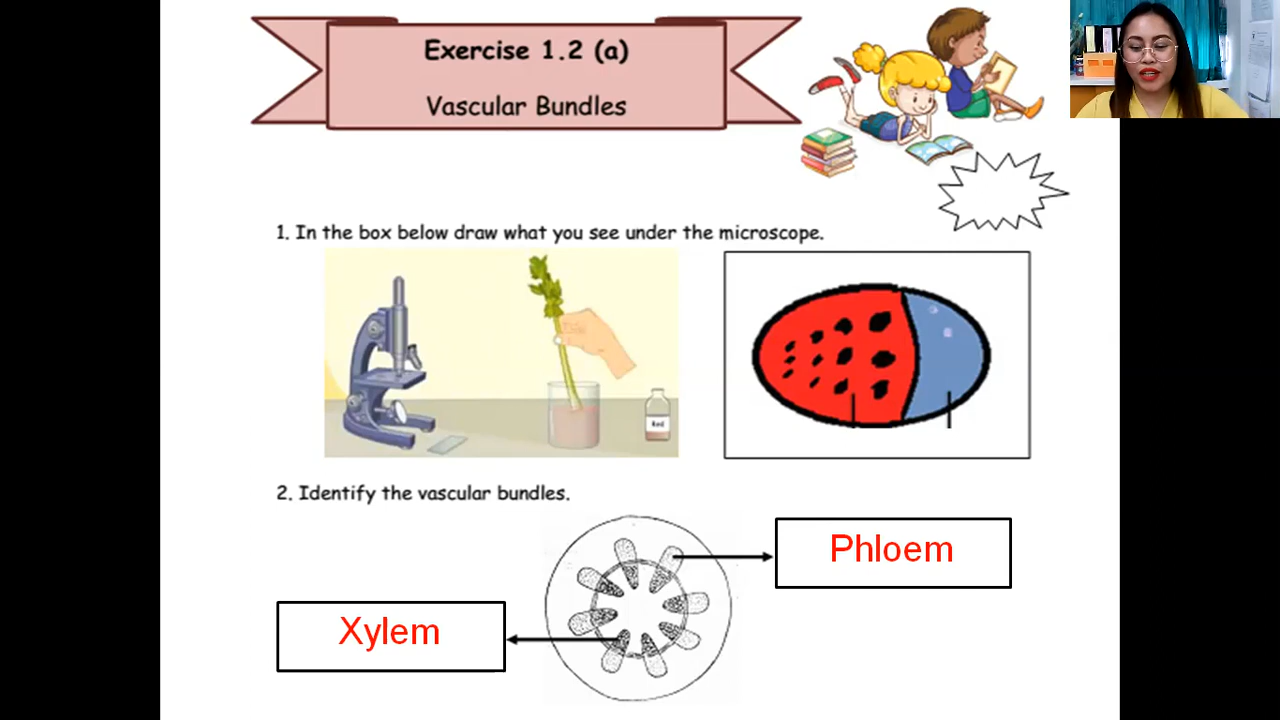 Exercise 1.2 (a)
Vascular Bundles
1. In the box below draw what you see under the microscope.
Red
2. Identify the vascular bundles.
Phloem
Xylem